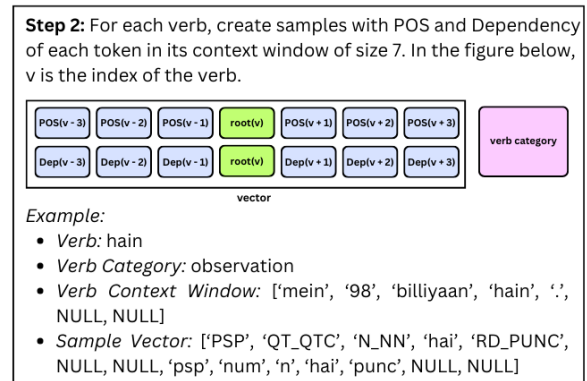 Step 2: For each verb, create samples with POS and Dependency
of each token in its context window of size 7. In the figure below,
v is the index of the verb.
POS(v - 3) POS(v - 2) POS(v - 1) root(v) POS(v + 1) POS(v + 2) POS(v + 3)
Dep(v - 3) Dep(v - 2) Dep(v - 1) root(v) Dep(v + 1) Dep(v + 2) Dep(v + 3)
verb category
vector
Example:
• Verb: hain
• Verb Category: observation
• Verb Context Window: ['mein', '98', 'billiyaan', 'hain', '.',
NULL, NULL]
• Sample Vector: ['PSP', 'QT_QTC', 'N_NN', 'hai', 'RD_PUNC',
NULL, NULL, 'psp', 'num', 'n', 'hai', 'punc', NULL, NULL]